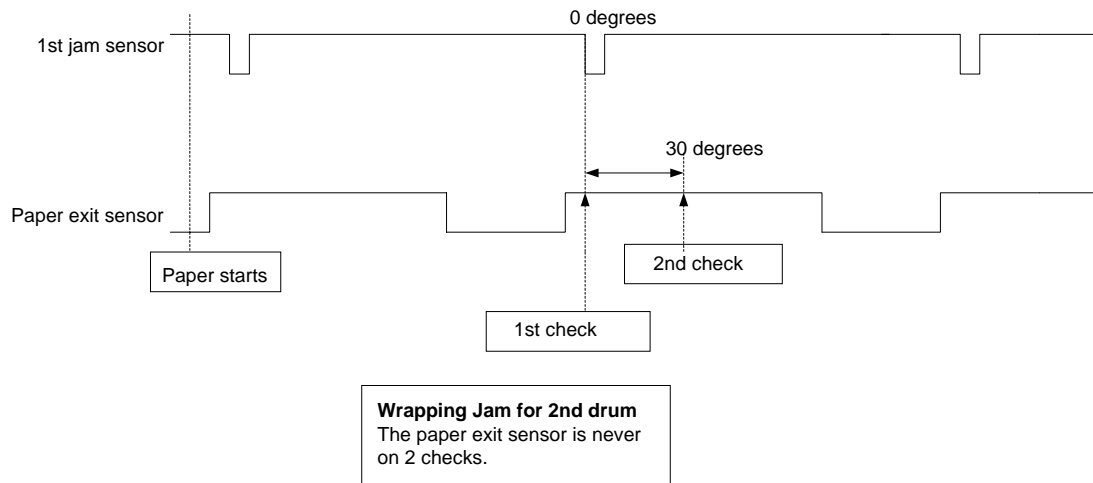 0 degrees
1st jam sensor
30 degrees
Paper exit sensor
Paper starts
2nd check
1st check
Wrapping Jam for 2nd drum
The paper exit sensor is never
on 2 checks.